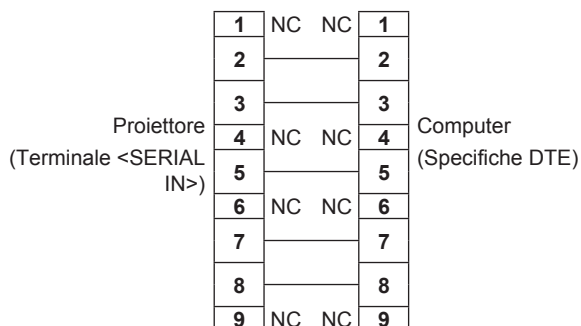 1 NC NC 1
2 2
3 3
Proiettore
(Terminale <SERIAL
IN>)
4 NC NC 4
Computer
(Specifiche DTE)
5 5
6 NC NC 6
7 7
8 8
9 NC NC 9